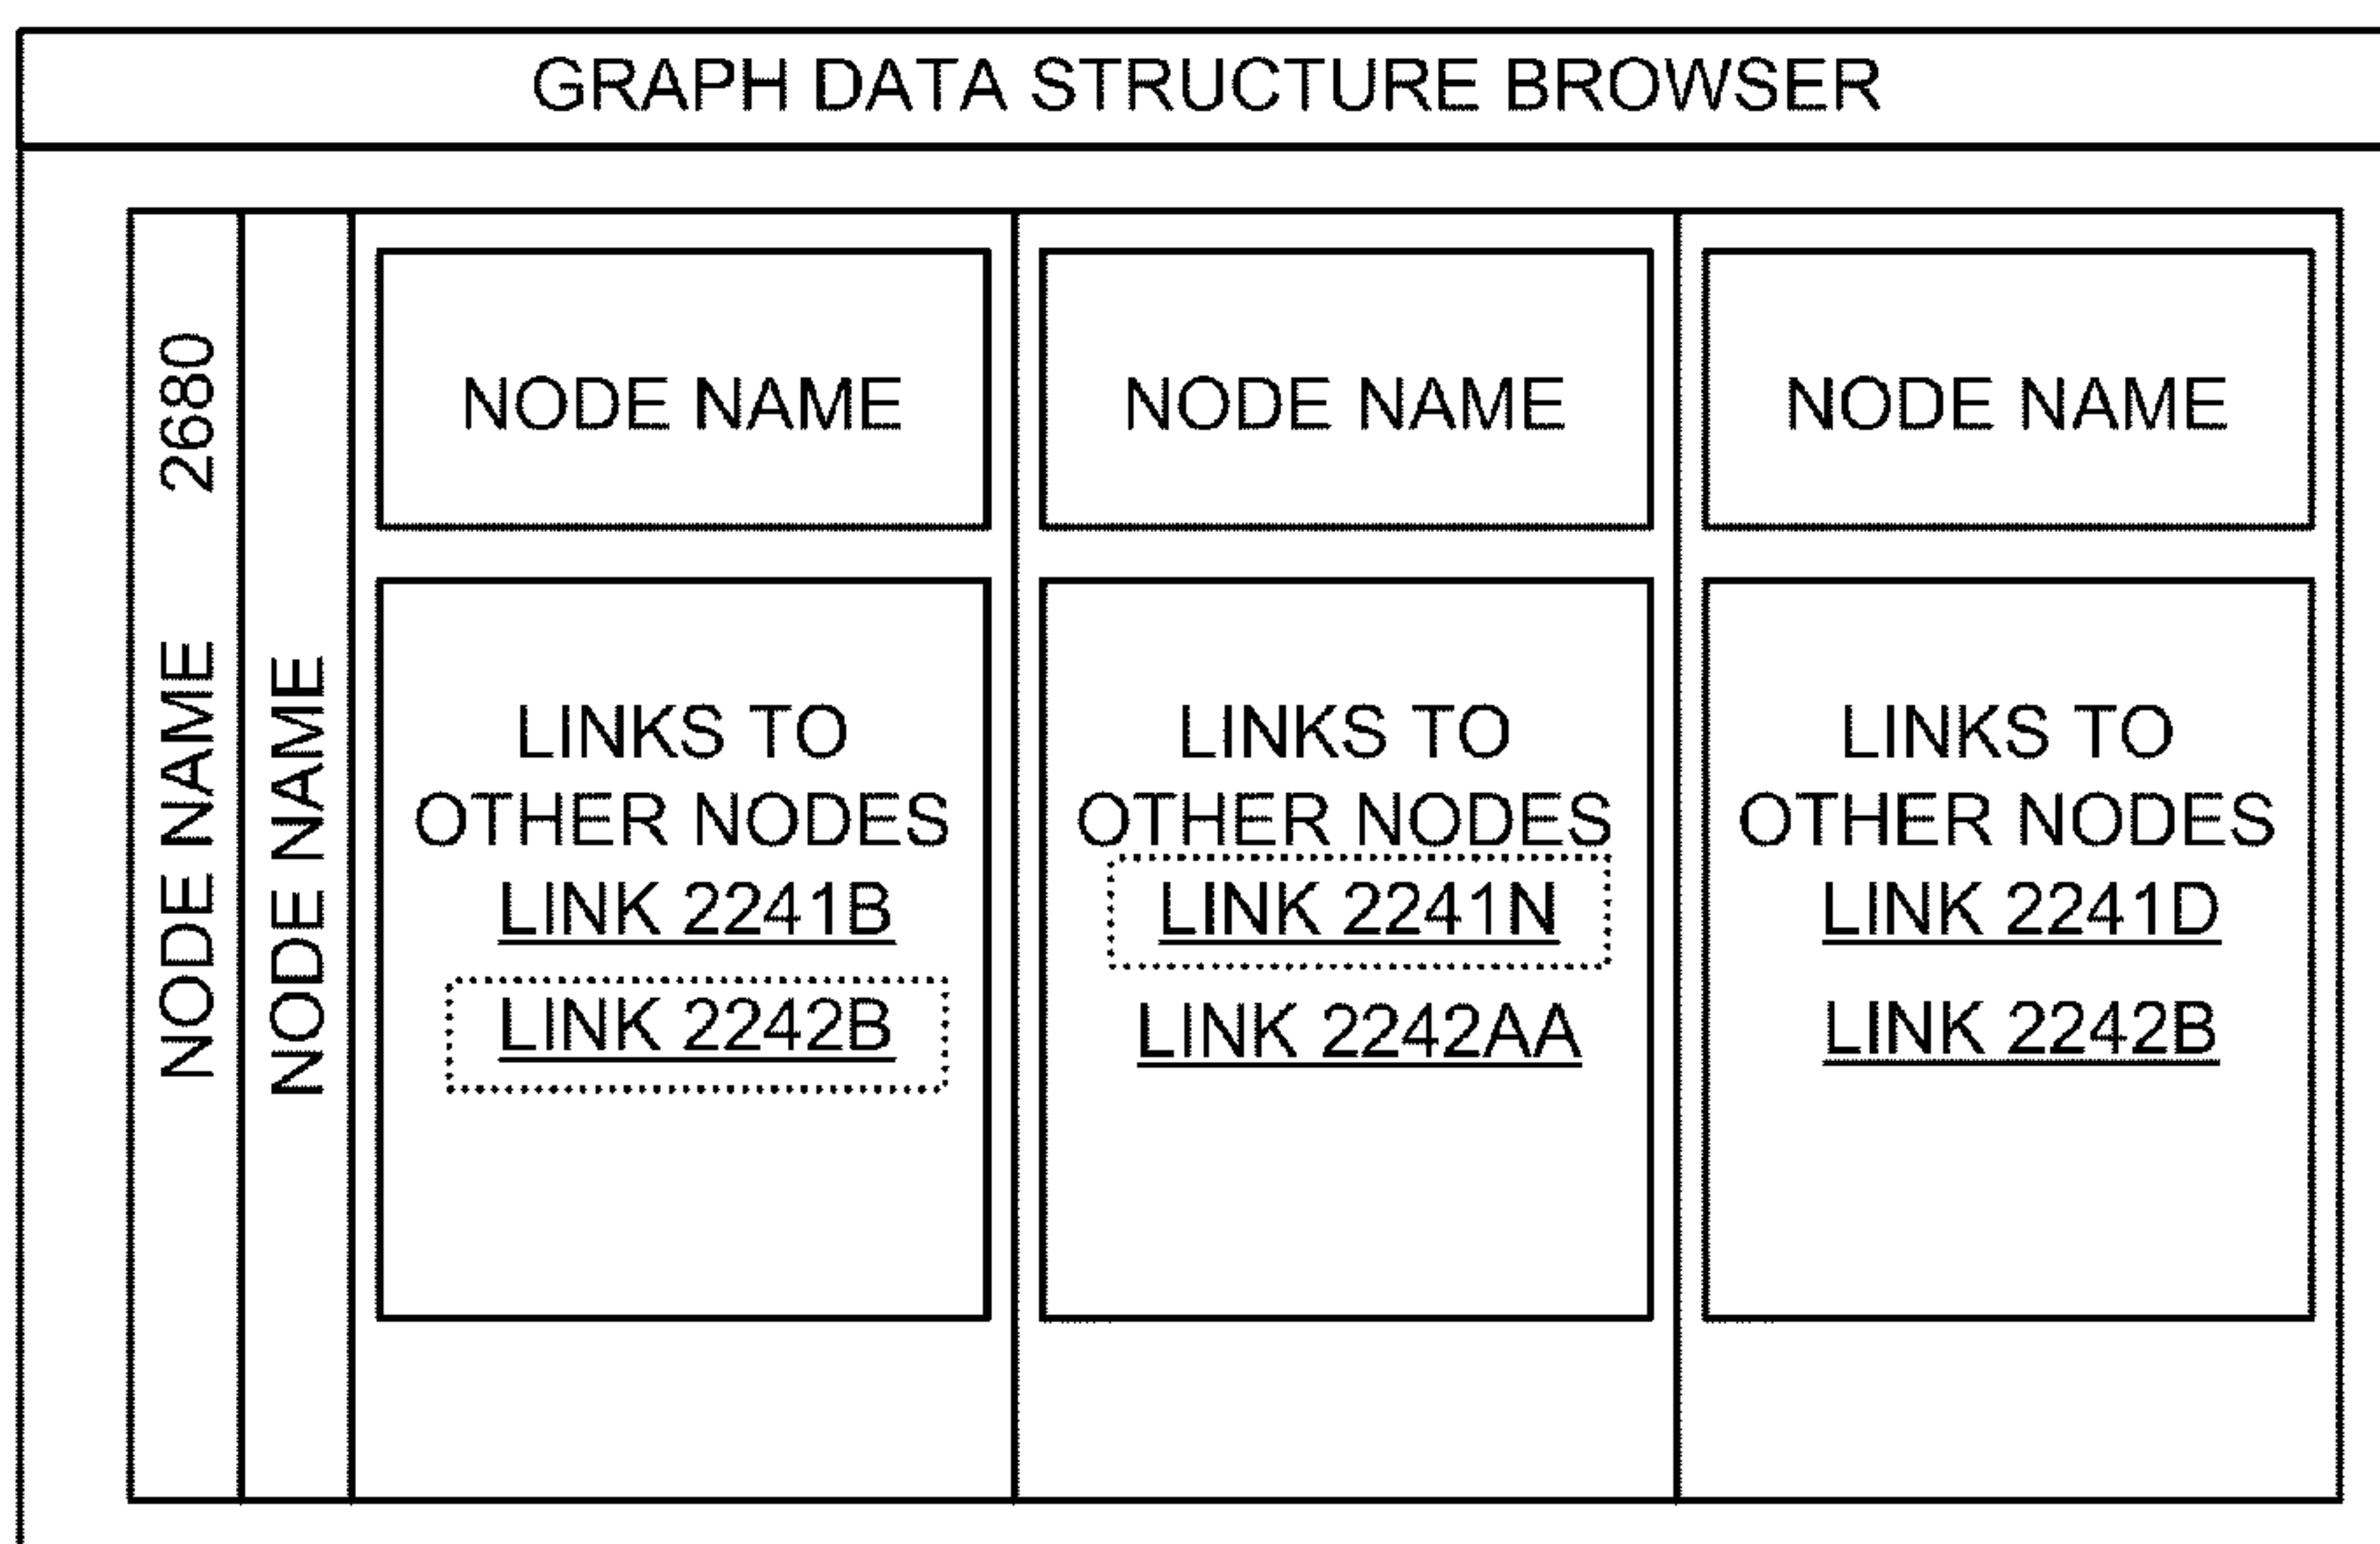 GRAPH DATA STRUCTURE BROWSER
NODE NAME 2680
NODE NAME
NODE NAME
LINKS TO
OTHER NODES
LINK 2241B
LINK 2242B
NODE NAME
LINKS TO
OTHER NODES
LINK 2241N
LINK 2242AA
NODE NAME
LINKS TO
OTHER NODES
LINK 2241D
LINK 2242B